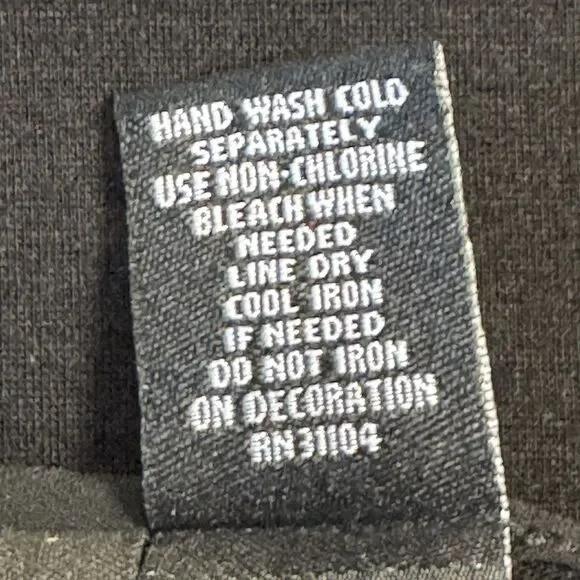 HAND WASH COLD
SEPARATELY
USE NON-CHLORINE
BLEACH WHEN
NEEDED
LINE DRY
COOL IRON
IF NEEDED
DO NOT IRON
ON DECORATION
RN31104